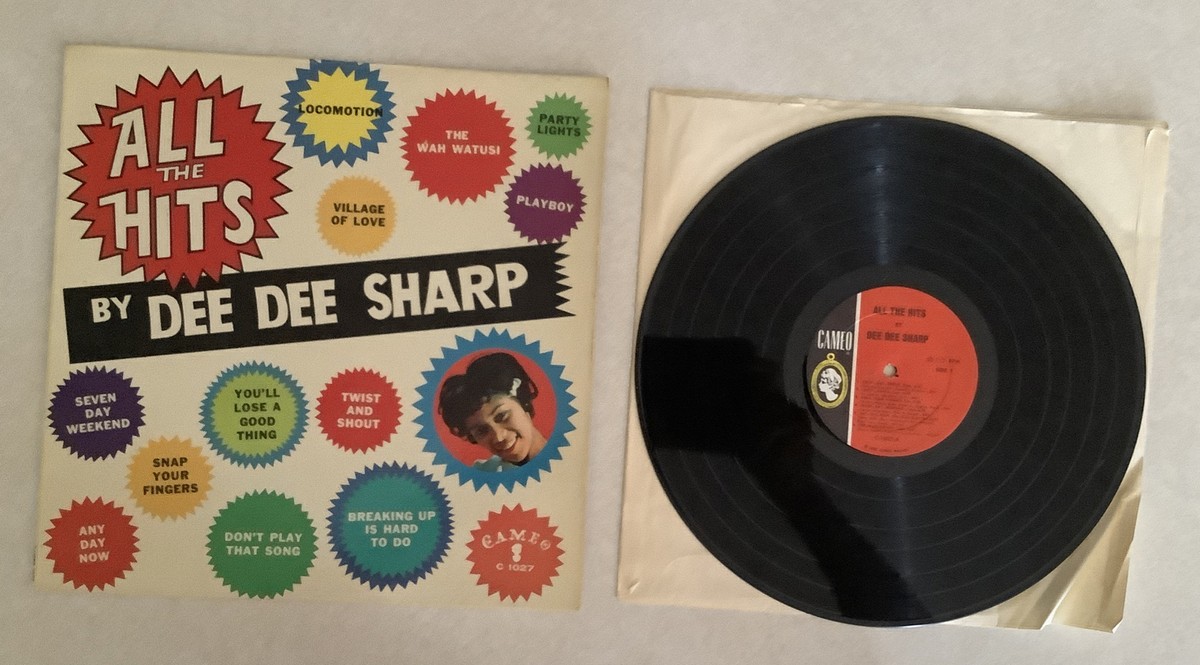 ALL
THE
HITS
LOCOMOTION
THE
WAH WATUSI
PARTY
LIGHTS
VILLAGE
OF LOVE
PLAYBOY
BY DEE DEE SHARP
SEVEN
DAY
WEEKEND
YOU'LL
LOSE A
GOOD
THING
TWIST
AND
SHOUT
SNAP
YOUR
FINGERS
ANY
DAY
NOW
DON'T PLAY
THAT SONG
BREAKING UP
IS HARD
TO DO
CAMEO
C 1027
ALL THE HITS
BY
DEE DEE SHARP
CAMEO